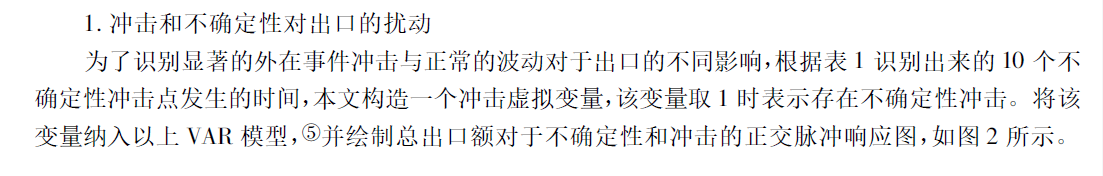 1. 冲击和不确定性对出口的扰动
为了识别显著的外在事件冲击与正常的波动对于出口的不同影响,根据表 1 识别出来的 10 个不
确定性冲击点发生的时间,本文构造一个冲击虚拟变量,该变量取 1 时表示存在不确定性冲击。将该
变量纳入以上 VAR 模型,⑤并绘制总出口额对于不确定性和冲击的正交脉冲响应图,如图 2 所示。